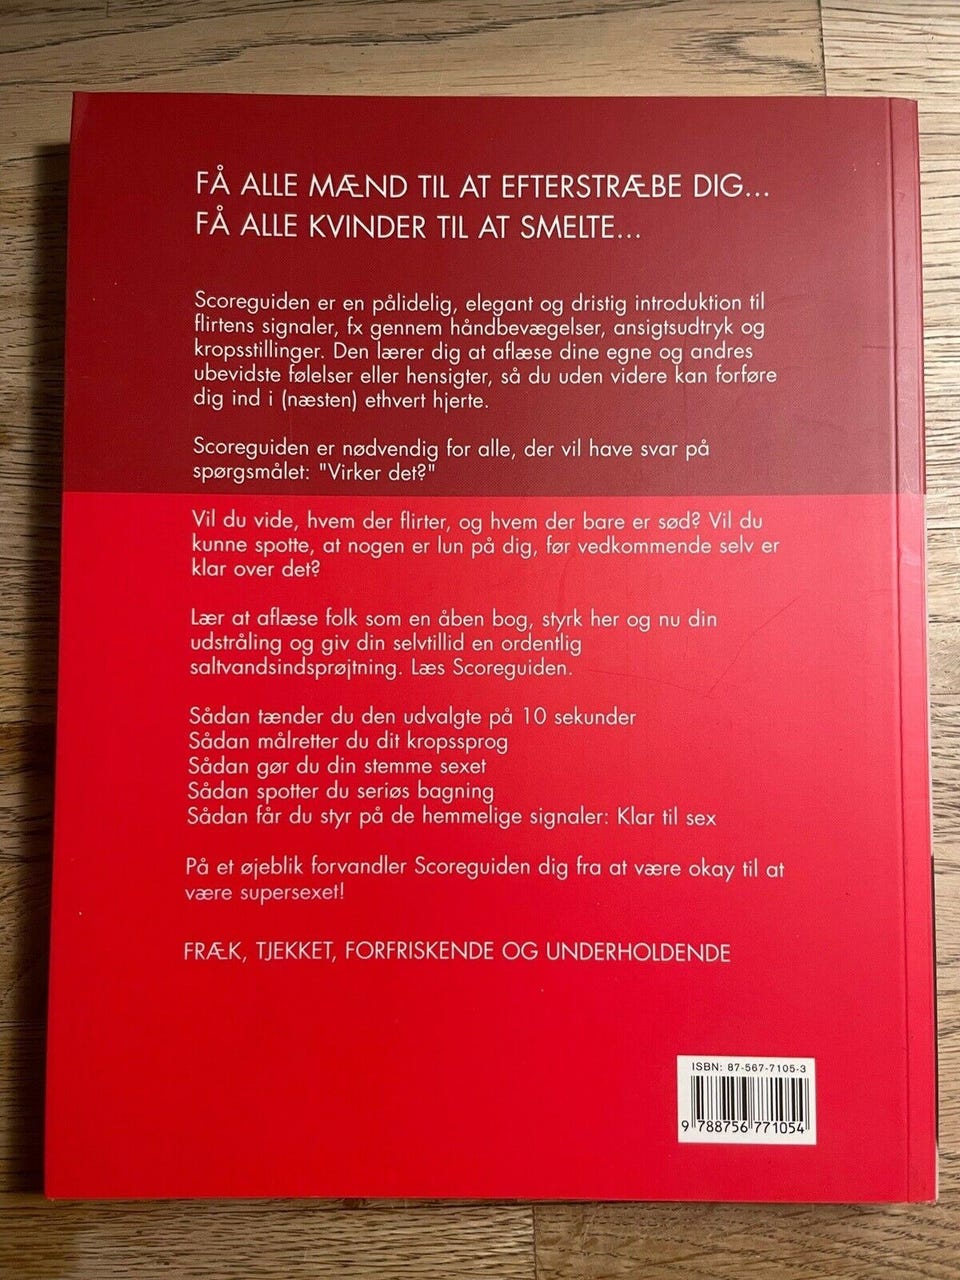 FÅ ALLE MÆND TIL AT EFTERSTRÆBE DIG...
FÅ ALLE KVINDER TIL AT SMELTE...
Scoreguiden er en pålidelig, elegant og dristig introduktion til
flirtens signaler, fx gennem håndbevægelser, ansigtsudtryk og
kropsstillinger. Den lærer dig at aflæse dine egne og andres
ubevidste følelser eller hensigter, så du uden videre kan forføre
dig ind i (næsten) ethvert hjerte.
Scoreguiden er nødvendig for alle, der vil have svar på
spørgsmålet: "Virker det?"
Vil du vide, hvem der flirter, og hvem der bare er sød? Vil du
kunne spotte, at nogen er lun på dig, før vedkommende selv er
klar over det?
Lær at aflæse folk som en åben bog, styrk her og nu din
udstråling og giv din selvtillid en ordentlig
saltvandsindsprøjtning. Læs Scoreguiden.
Sådan tænder du den udvalgte på 10 sekunder
Sådan målretter du dit kropssprog
Sådan gør du din stemme sexet
Sådan spotter du seriøs bagning
Sådan får du styr på de hemmelige signaler: Klar til sex
På et øjeblik forvandler Scoreguiden dig fra at være okay til at
være supersexet!
FRÆK, TJEKKET, FORFRISKENDE OG UNDERHOLDENDE
ISBN: 87-567-7105-3
9 788756 771054